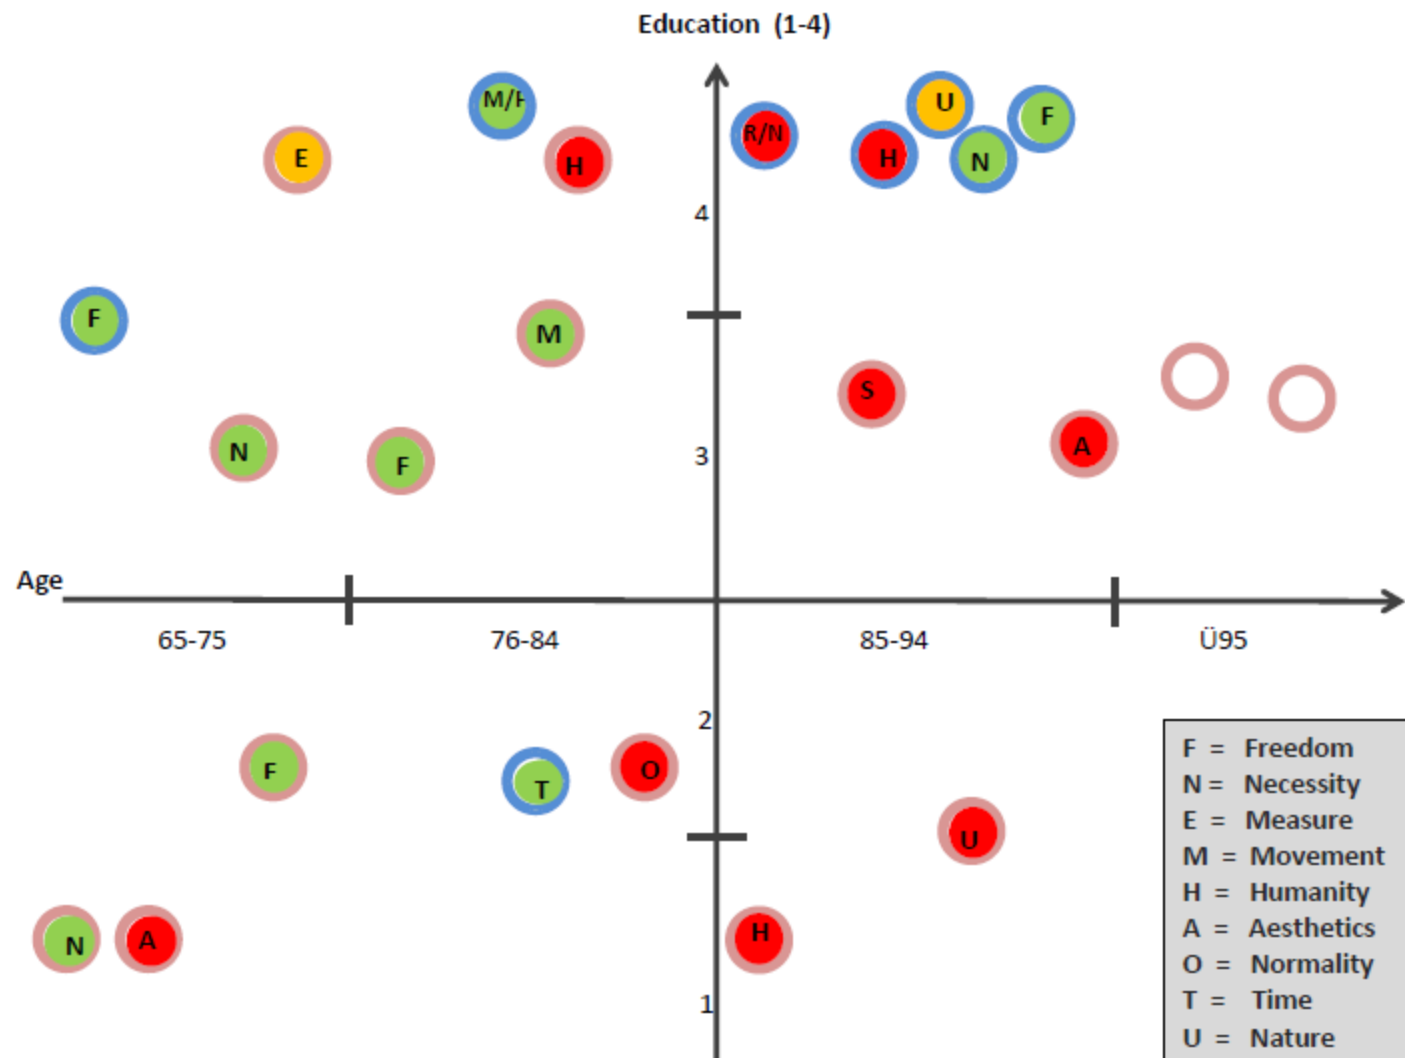 Education (1-4)
M/F
U
F
R/N
E
H
H
N
4
F
M
S
A
N
F
3
Age
65-75
76-84
85-94
Ü95
2
F
T
O
U
N
A
H
1
F = Freedom
N = Necessity
E = Measure
M = Movement
H = Humanity
A = Aesthetics
O = Normality
T = Time
U = Nature